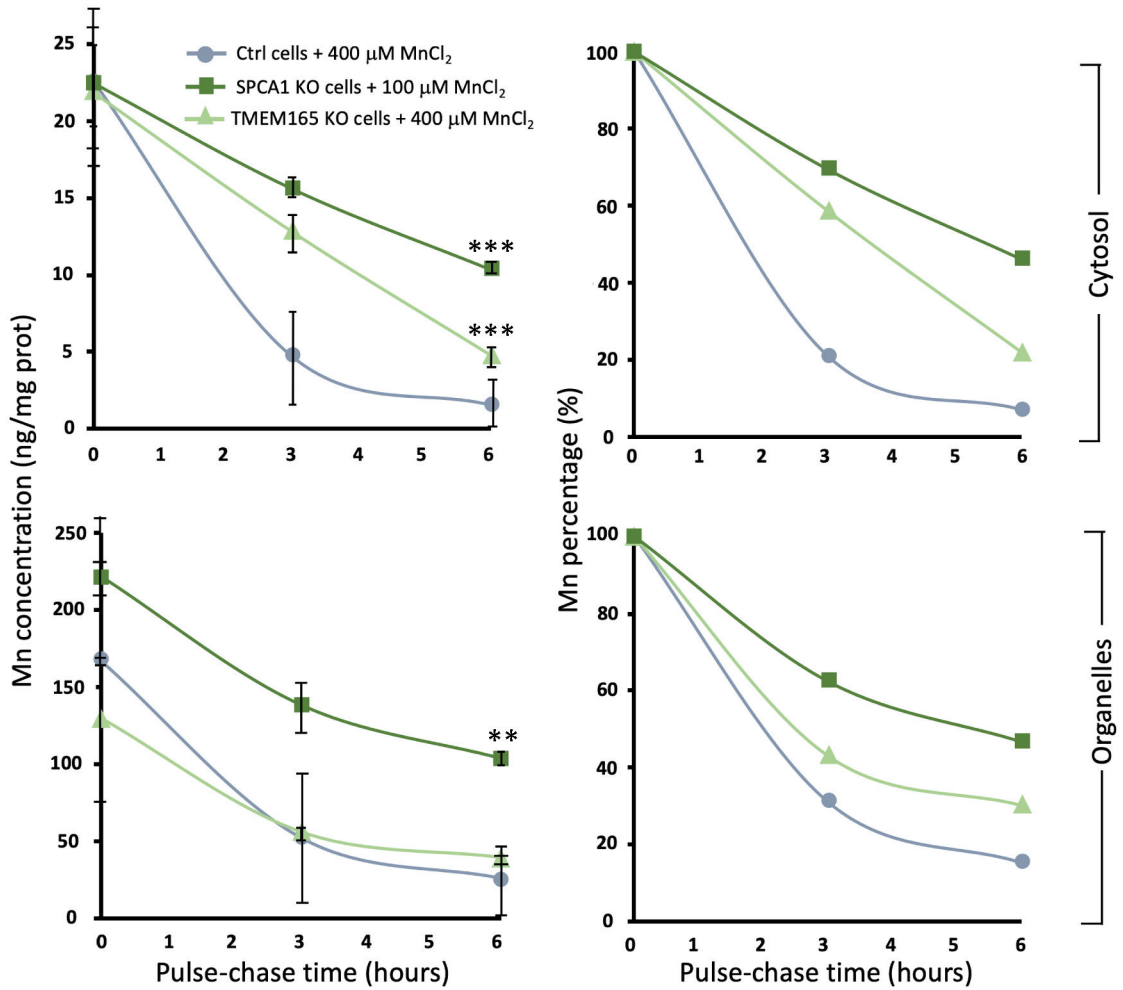 Mn concentration (ng/mg prot)
25
20
15
10
5
0
0 1 2 3 4 5 6
Ctrl cells + 400 µM MnCl₂
SPCA1 KO cells + 100 µM MnCl₂
TMEM165 KO cells + 400 µM MnCl₂
***
***
Mn percentage (%)
100
80
60
40
20
0
0 1 2 3 4 5 6
Cytosol
250
200
150
100
50
0
0 1 2 3 4 5 6
**
Pulse-chase time (hours)
100
80
60
40
20
0
0 1 2 3 4 5 6
Pulse-chase time (hours)
Organelles